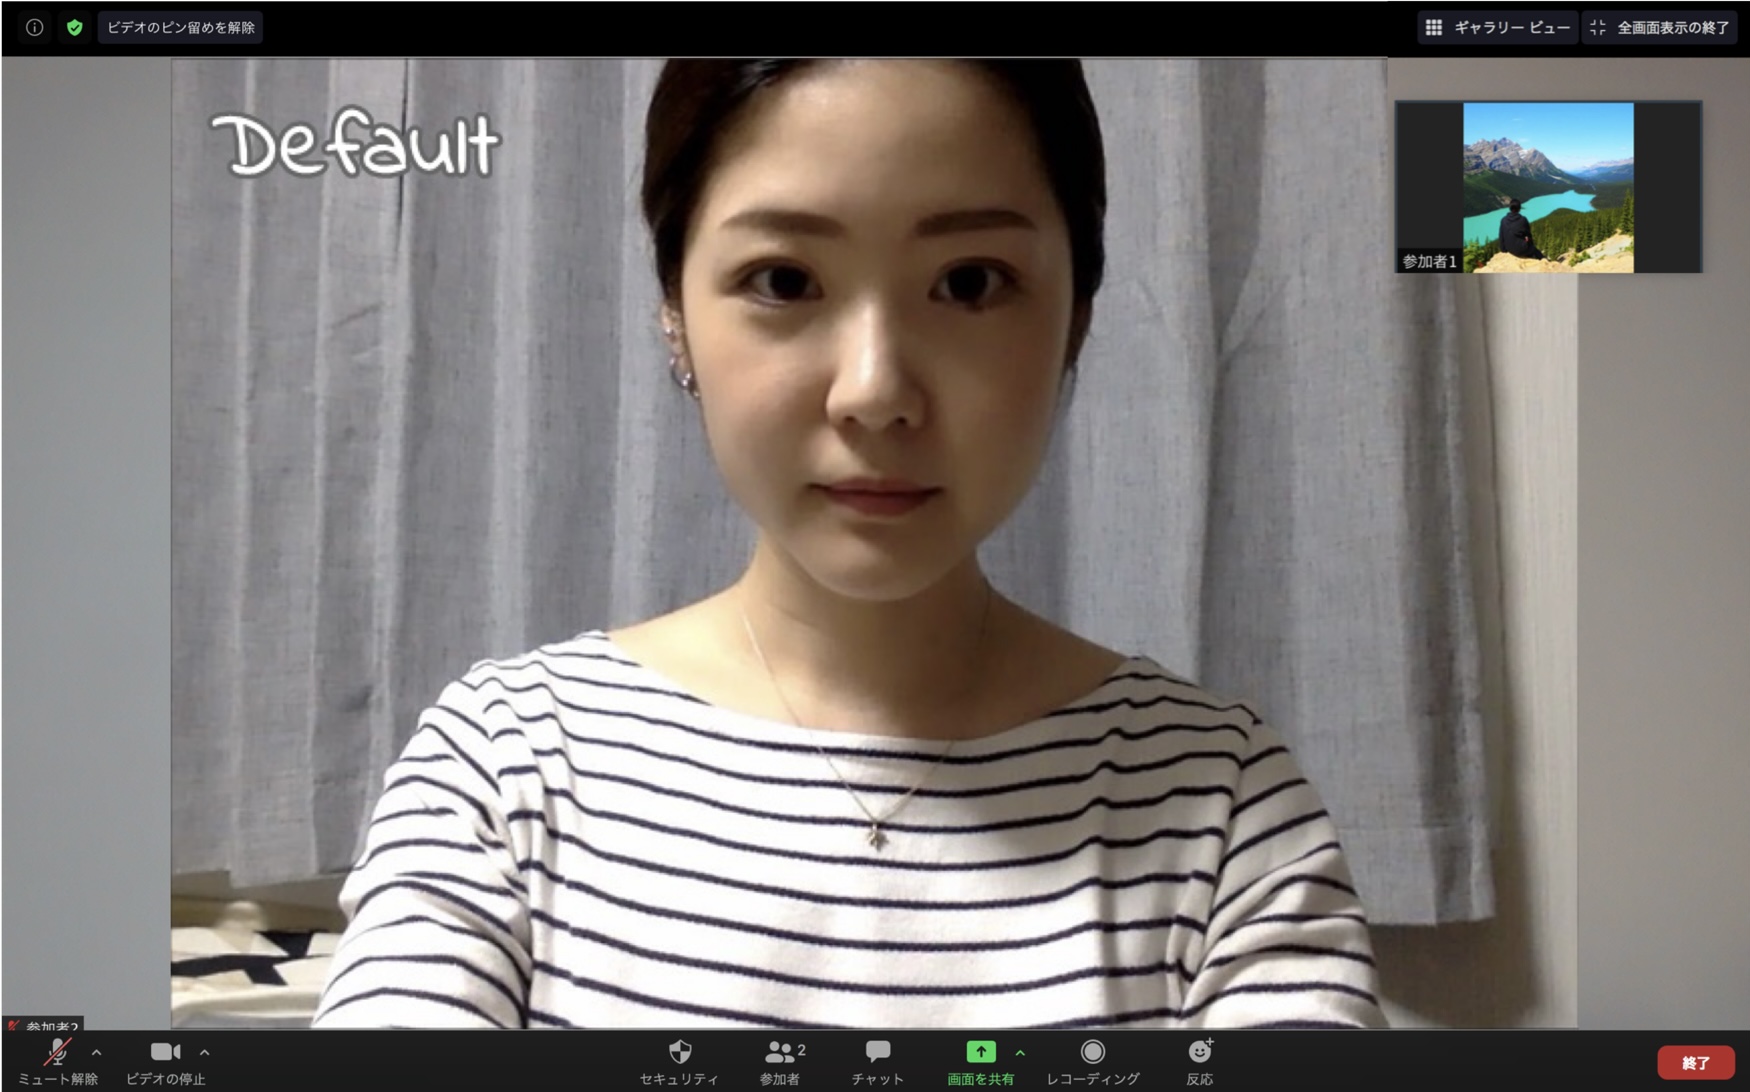 ビデオのピン留めを解除
ギャラリー ビュー
全画面表示の終了
Default
参加者1
参加者2
ミュート解除
ビデオの停止
セキュリティ
参加者
2
チャット
画面を共有
レコーディング
反応
終了